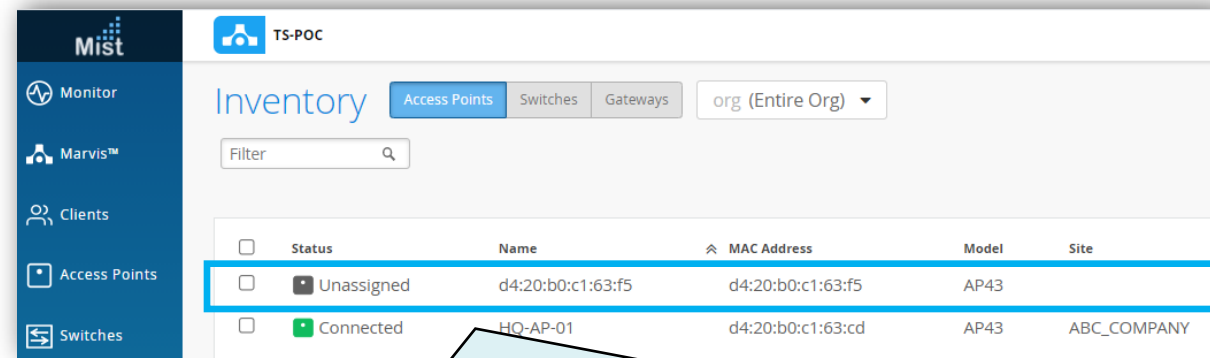 Mist
TS-POC
Monitor
Inventory
Access Points
Switches
Gateways
org (Entire Org)
Marvis™
Filter
Clients
Status Name MAC Address Model Site
Access Points
Unassigned d4:20:b0:c1:63:f5 d4:20:b0:c1:63:f5 AP43
Switches
Connected HQ-AP-01 d4:20:b0:c1:63:cd AP43 ABC_COMPANY